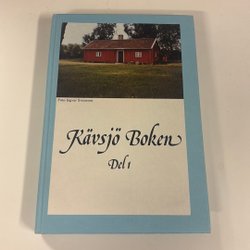 Kävsjö Boken
Del 1